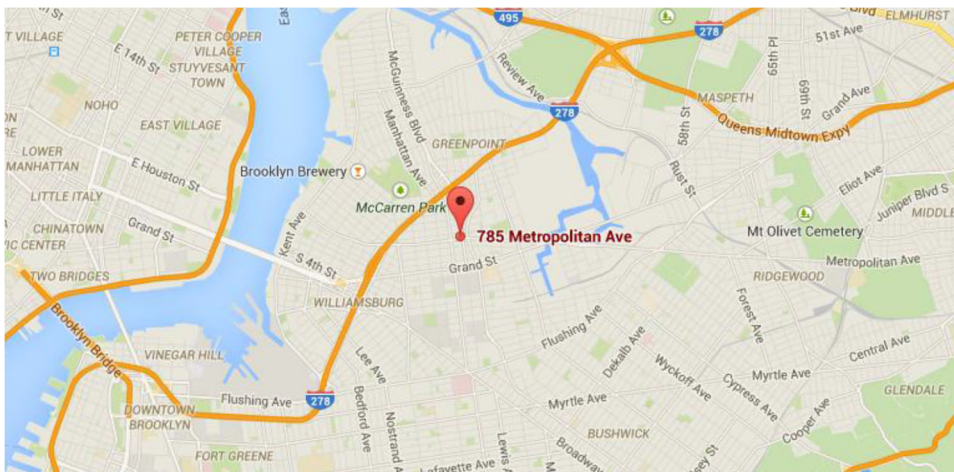 495
Blvd
ELMHURST
T VILLAGE
E 14th St
PETER COOPER
VILLAGE
STUYVESANT
TOWN
278
51st Ave
65th Pl
69th St
Grand Ave
Review Ave
McGuinness Blvd
Manhattan Ave
NOHO
EAST VILLAGE
278
MASPETH
58th St
Queens Midtown Expy
GREENPOINT
LOWER
MANHATTAN
E Houston St
Brooklyn Brewery
Rust St
Eliot Ave
Juniper Blvd S
LITTLE ITALY
McCarren Park
MIDDLE
CHINATOWN
Grand St
Kent Ave
785 Metropolitan Ave
Mt Olivet Cemetery
VIC CENTER
S 4th St
Grand St
Metropolitan Ave
TWO BRIDGES
RIDGEWOOD
WILLIAMSBURG
Forest Ave
Brooklyn Bridge
Flushing Ave
VINEGAR HILL
Lee Ave
Dekalb Ave
Wyckoff Ave
Central Ave
Myrtle Ave
Cypress Ave
GLENDALE
Flushing Ave
278
Bedford Ave
Myrtle Ave
DOWNTOWN
BROOKLYN
Nostrand Ave
Lewis Ave
BUSHWICK
Cooper Ave
FORT GREENE
Lafayette Ave
Broadway